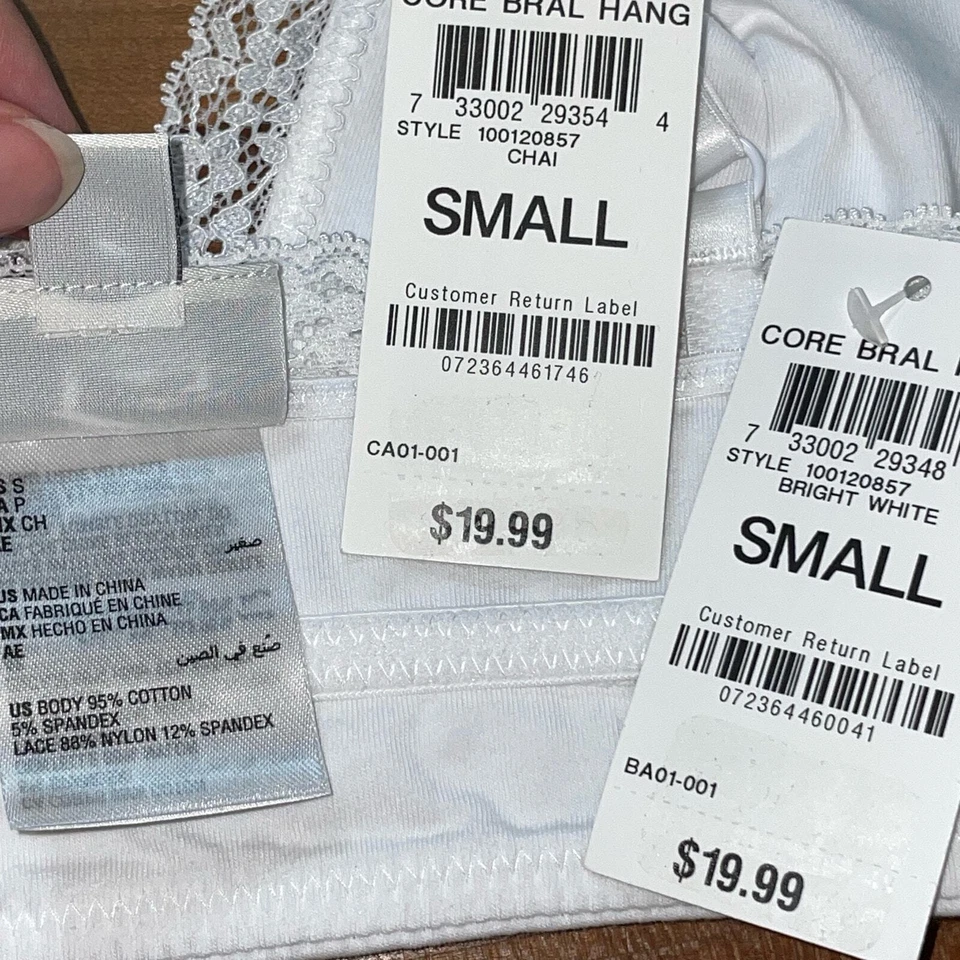 CORE BRAL HANG
7 33002 29354 4
STYLE 100120857
CHAI
SMALL
Customer Return Label
072364461746
CA01-001
$19.99
CORE BRAL
7 33002 29348
STYLE 100120857
BRIGHT WHITE
SMALL
Customer Return Label
072364460041
BA01-001
$19.99
S S
A P
MX CH
E
صغير
US MADE IN CHINA
CA FABRIQUÉ EN CHINE
MX HECHO EN CHINA
AE صُنع في الصين
US BODY 95% COTTON
5% SPANDEX
LACE 88% NYLON 12% SPANDEX